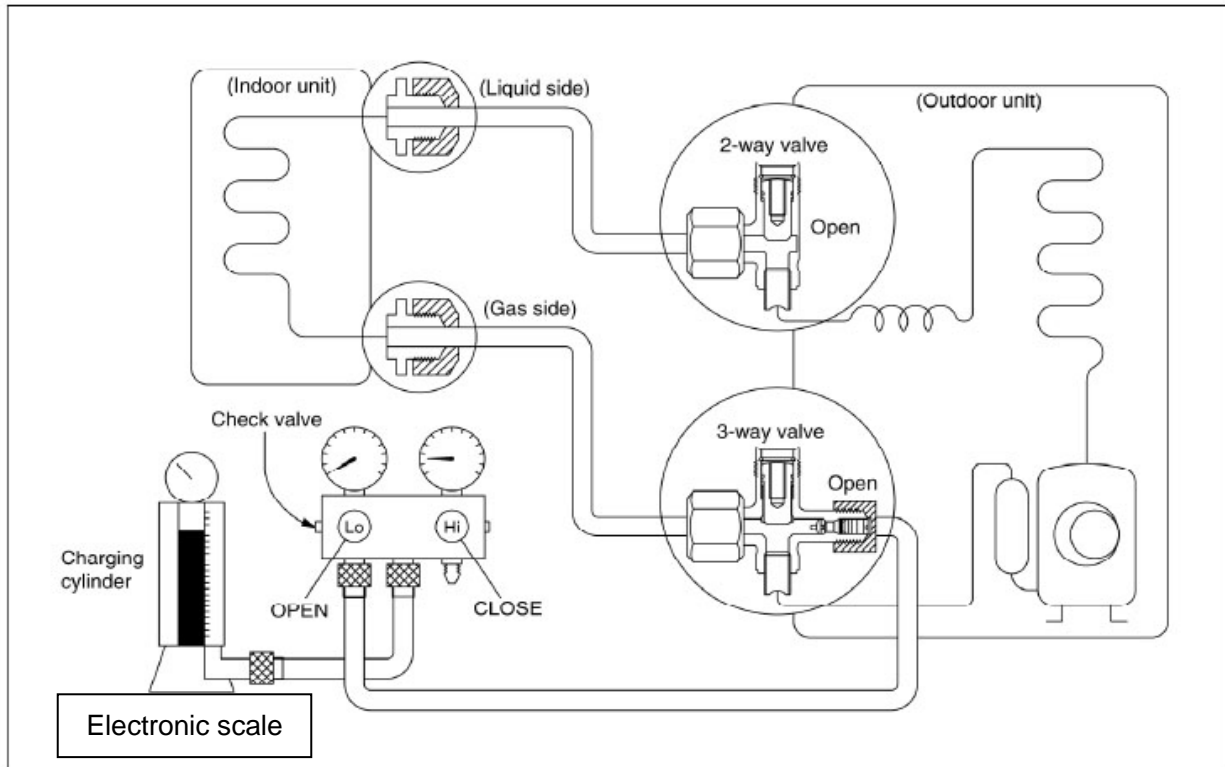 (Indoor unit)
(Liquid side)
(Outdoor unit)
2-way valve
Open
(Gas side)
Check valve
3-way valve
Open
Lo
Hi
Charging
cylinder
OPEN
CLOSE
Electronic scale